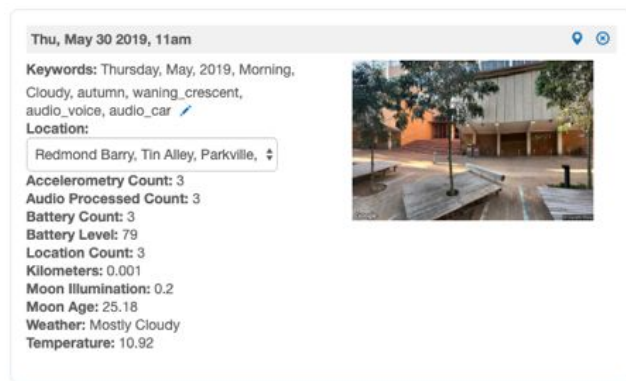 Thu, May 30 2019, 11am
Keywords: Thursday, May, 2019, Morning,
Cloudy, autumn, waning_crescent,
audio_voice, audio_car
Location:
Redmond Barry, Tin Alley, Parkville,
Accelerometry Count: 3
Audio Processed Count: 3
Battery Count: 3
Battery Level: 79
Location Count: 3
Kilometers: 0.001
Moon Illumination: 0.2
Moon Age: 25.18
Weather: Mostly Cloudy
Temperature: 10.92
Google